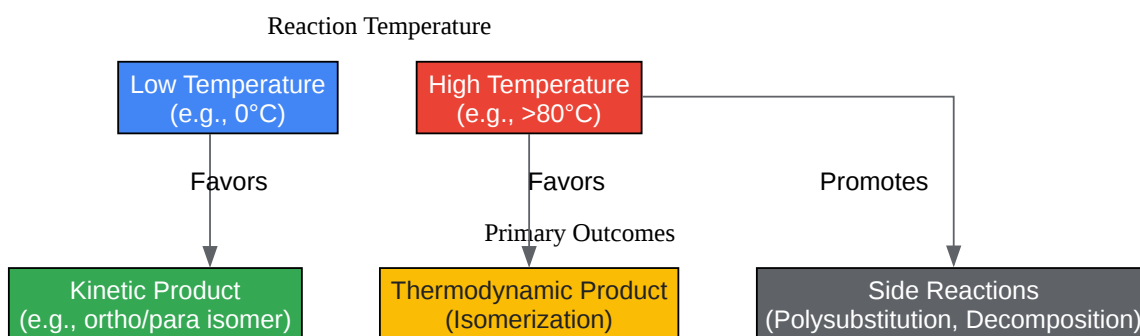 Reaction Temperature
Low Temperature
(e.g., 0°C)
High Temperature
(e.g., >80°C)
Favors
Favors
Promotes
Primary Outcomes
Kinetic Product
(e.g., ortho/para isomer)
Thermodynamic Product
(Isomerization)
Side Reactions
(Polysubstitution, Decomposition)